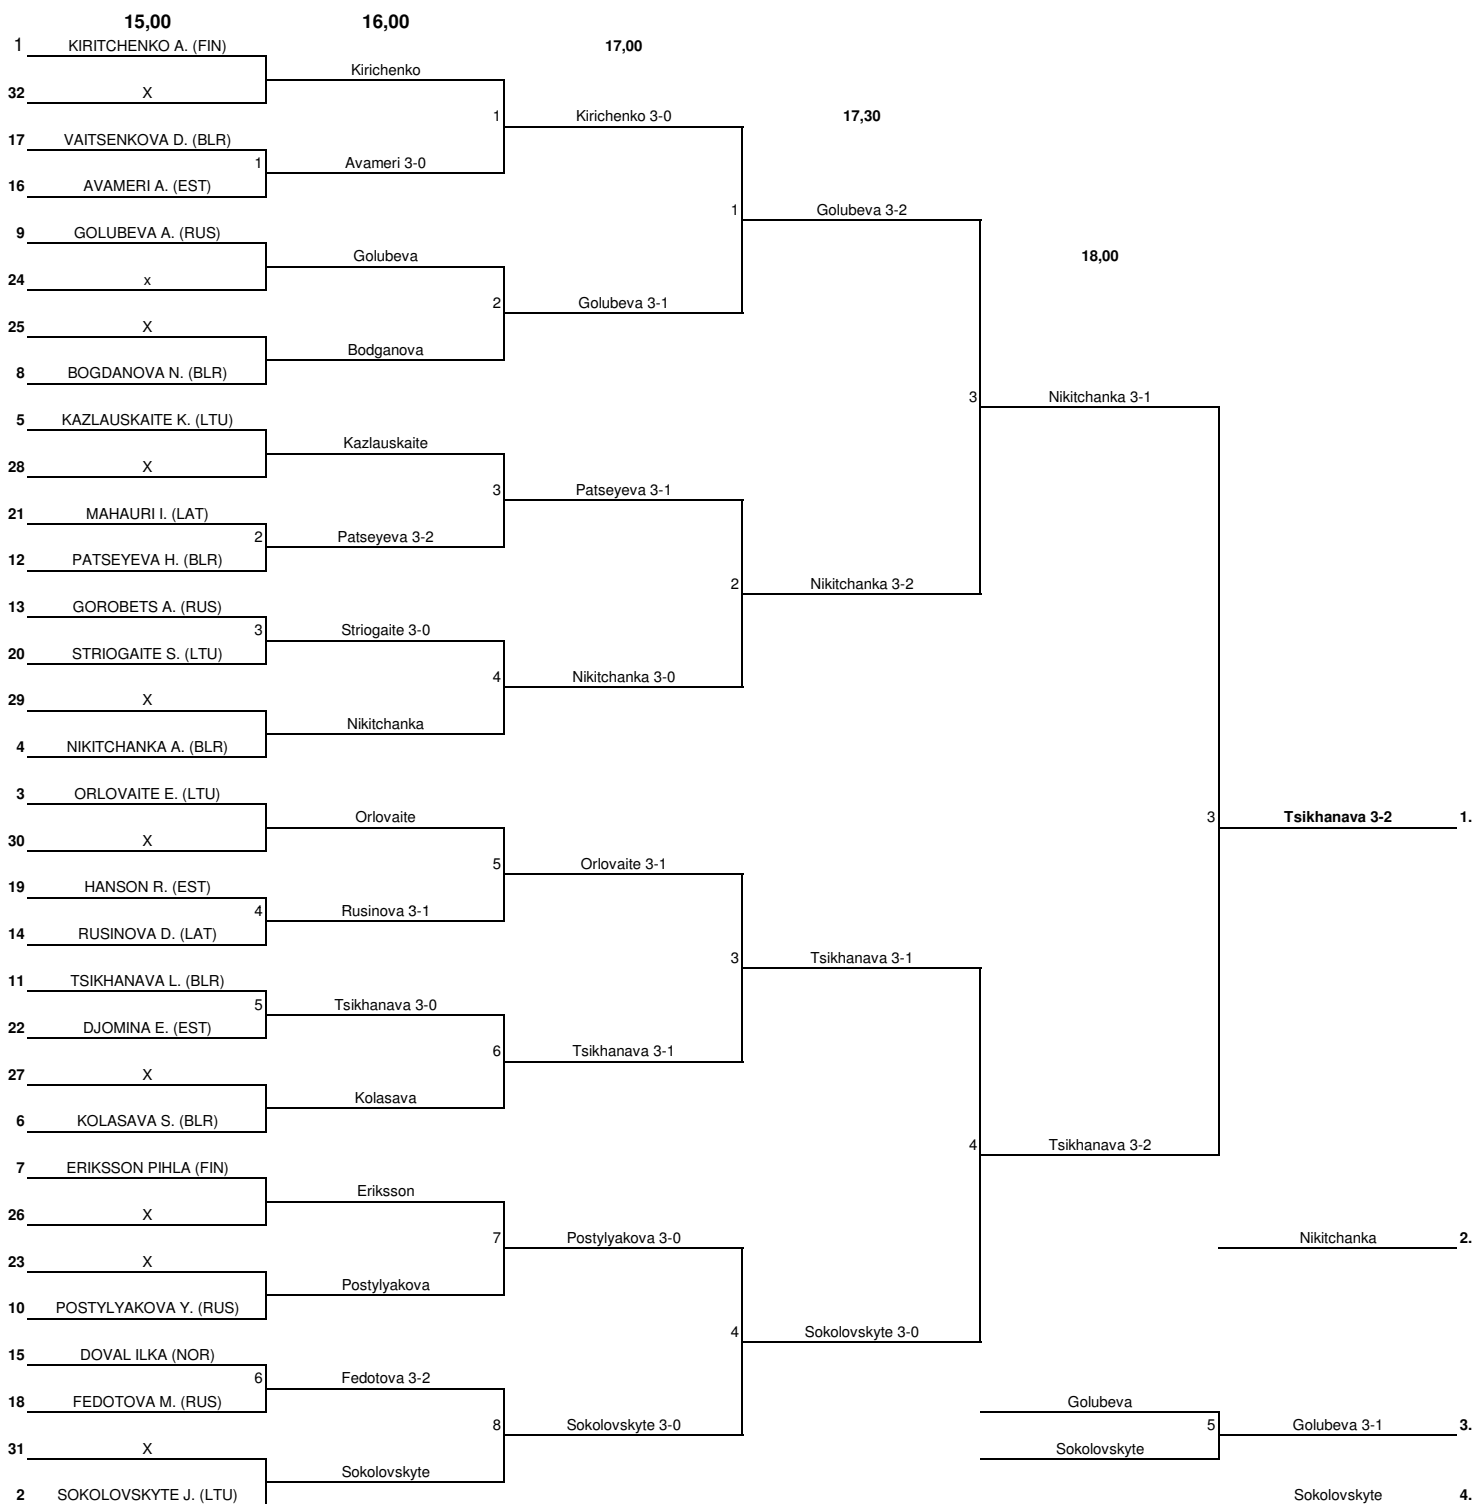 15,00 16,00
1 KIRITCHENKO A. (FIN) 17,00
Kirichenko
32 X
1 Kirichenko 3-0 17,30
17 VAITSENKOVA D. (BLR)
1 Avameri 3-0
16 AVAMERI A. (EST)
1 Golubeva 3-2
9 GOLUBEVA A. (RUS)
Golubeva 18,00
24 x
2 Golubeva 3-1
25 X
Bodganova
8 BOGDANOVA N. (BLR)
3 Nikitchanka 3-1
5 KAZLAUSKAITE K. (LTU)
Kazlauskaite
28 X
3 Patseyeva 3-1
21 MAHAURI I. (LAT)
2 Patseyeva 3-2
12 PATSEYEVA H. (BLR)
2 Nikitchanka 3-2
13 GOROBETS A. (RUS)
3 Striogaite 3-0
20 STRIOGAITE S. (LTU)
4 Nikitchanka 3-0
29 X
Nikitchanka
4 NIKITCHANKA A. (BLR)
3 ORLOVAITE E. (LTU)
Orlovaite 3 Tsikhanava 3-2 1.
30 X
5 Orlovaite 3-1
19 HANSON R. (EST)
4 Rusinova 3-1
14 RUSINOVA D. (LAT)
3 Tsikhanava 3-1
11 TSIKHANAVA L. (BLR)
5 Tsikhanava 3-0
22 DJOMINA E. (EST)
6 Tsikhanava 3-1
27 X
Kolasava
6 KOLASAVA S. (BLR)
4 Tsikhanava 3-2
7 ERIKSSON PIHLA (FIN)
Eriksson
26 X
7 Postylyakova 3-0 Nikitchanka 2.
23 X
Postylyakova
10 POSTYLYAKOVA Y. (RUS)
4 Sokolovskyte 3-0
15 DOVAL ILKA (NOR)
6 Fedotova 3-2
18 FEDOTOVA M. (RUS) Golubeva
8 Sokolovskyte 3-0 5 Golubeva 3-1 3.
31 X Sokolovskyte
Sokolovskyte
2 SOKOLOVSKYTE J. (LTU) Sokolovskyte 4.